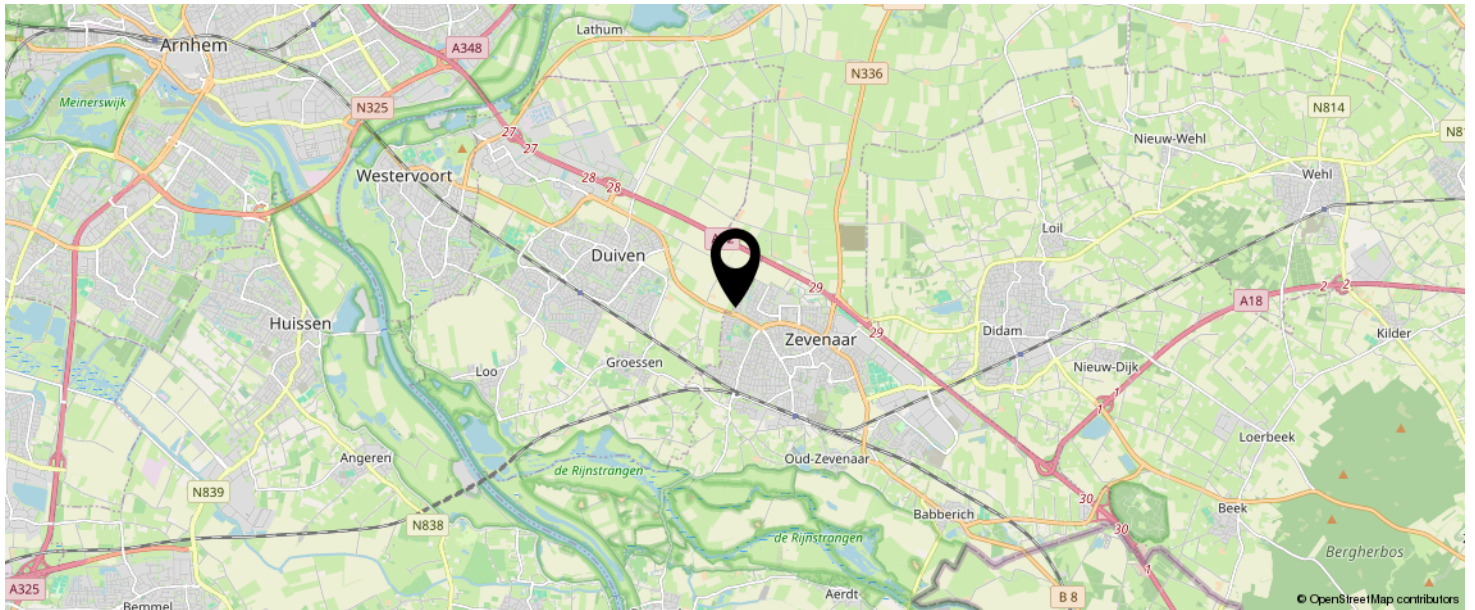 Lathum
Arnhem
A348
N336
Meinerswijk
N325
N814
27
27
Nieuw-Wehl
Westervoort
28
28
Wehl
Loil
Duiven
29
2
2
A18
Huissen
29
Didam
Kilder
Zevenaar
Groessen
Nieuw-Dijk
Loo
1
1
Loerbeek
Angeren
Oud-Zevenaar
de Rijnstrangen
N839
30
Babberich
Beek
N838
30
de Rijnstrangen
Bergherbos
A325
Aerdt
B 8
Bemmel
© OpenStreetMap contributors